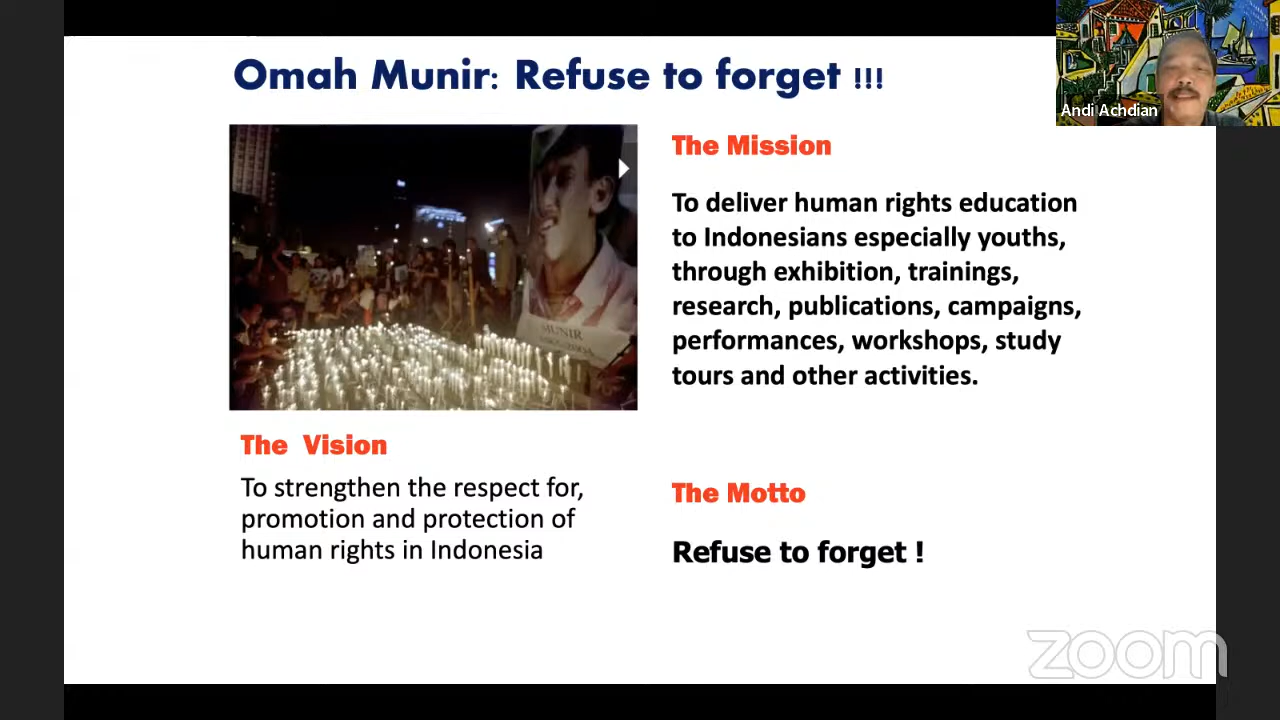 Omah Munir: Refuse to forget !!!
Andi Achdian
The Mission
To deliver human rights education
to Indonesians especially youths,
through exhibition, trainings,
research, publications, campaigns,
performances, workshops, study
tours and other activities.
MUNIR
The Vision
To strengthen the respect for,
promotion and protection of
human rights in Indonesia
The Motto
Refuse to forget !
zoom